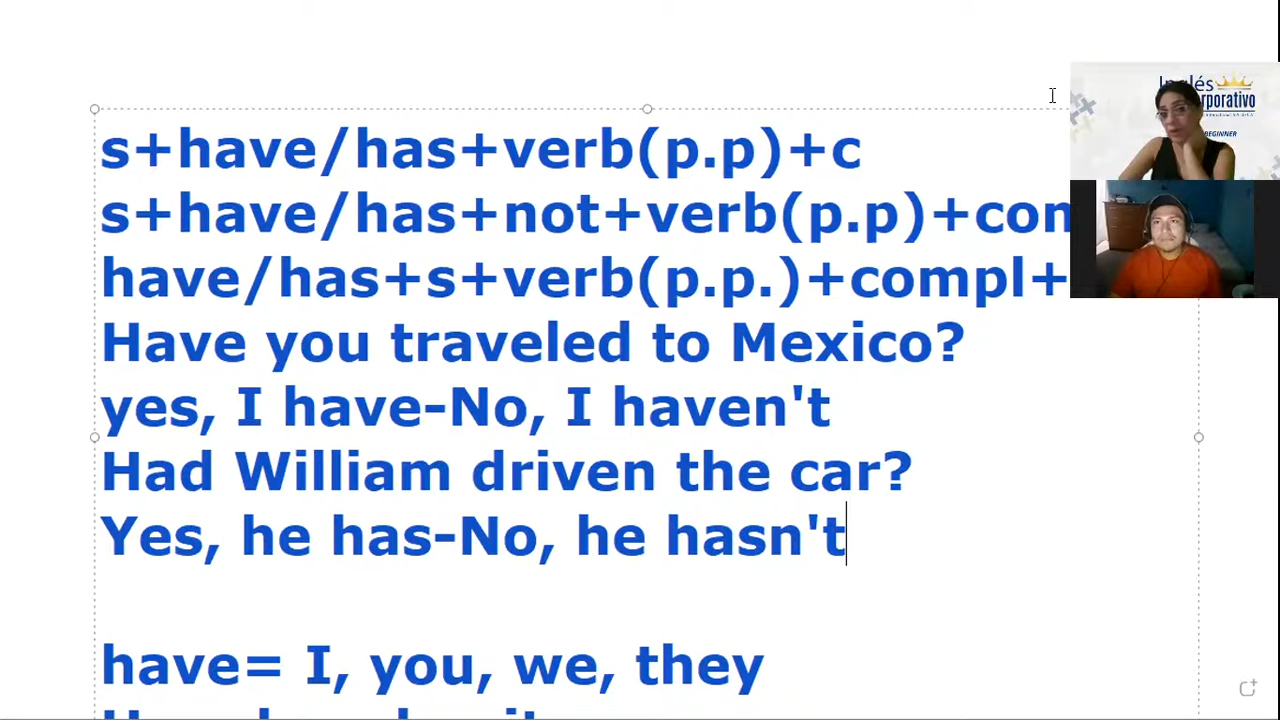 s+have/has+verb(p.p)+c
s+have/has+not+verb(p.p)+con
have/has+s+verb(p.p.)+compl+
Have you traveled to Mexico?
yes, I have-No, I haven't
Had William driven the car?
Yes, he has-No, he hasn't
have= I, you, we, they
Inglés
BEGINNER